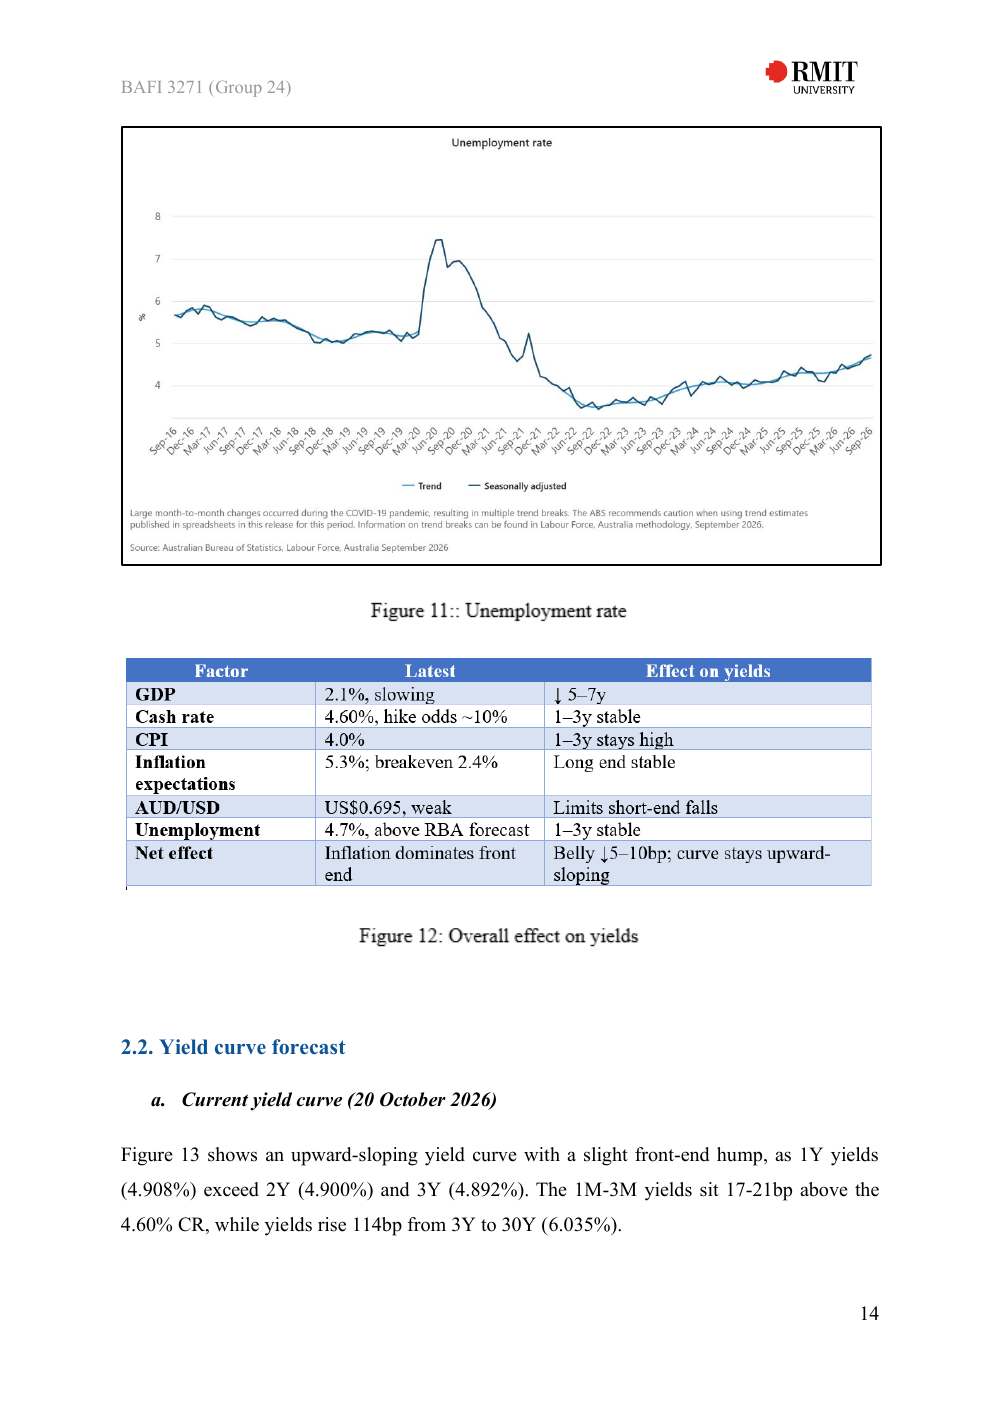 BAFI 3271 (Group 24)
RMIT
UNIVERSITY
Unemployment rate
8
7
6
5
4
%
Sep-16
Dec-16
Mar-17
Jun-17
Sep-17
Dec-17
Mar-18
Jun-18
Sep-18
Dec-18
Mar-19
Jun-19
Sep-19
Dec-19
Mar-20
Jun-20
Sep-20
Dec-20
Mar-21
Jun-21
Sep-21
Dec-21
Mar-22
Jun-22
Sep-22
Dec-22
Mar-23
Jun-23
Sep-23
Dec-23
Mar-24
Jun-24
Sep-24
Dec-24
Mar-25
Jun-25
Sep-25
Dec-25
Mar-26
Jun-26
Sep-26
Trend Seasonally adjusted
Large month-to-month changes occurred during the COVID-19 pandemic, resulting in multiple trend breaks. The ABS recommends caution when using trend estimates
published in spreadsheets in this release for this period. Information on trend breaks can be found in Labour Force, Australia methodology, September 2026.
Source: Australian Bureau of Statistics, Labour Force, Australia September 2026
Figure 11:: Unemployment rate
Factor Latest Effect on yields
GDP 2.1%, slowing ↓ 5–7y
Cash rate 4.60%, hike odds ~10% 1–3y stable
CPI 4.0% 1–3y stays high
Inflation 5.3%; breakeven 2.4% Long end stable
expectations
AUD/USD US$0.695, weak Limits short-end falls
Unemployment 4.7%, above RBA forecast 1–3y stable
Net effect Inflation dominates front Belly ↓5–10bp; curve stays upward-
end sloping
Figure 12: Overall effect on yields
2.2. Yield curve forecast
a. Current yield curve (20 October 2026)
Figure 13 shows an upward-sloping yield curve with a slight front-end hump, as 1Y yields
(4.908%) exceed 2Y (4.900%) and 3Y (4.892%). The 1M-3M yields sit 17-21bp above the
4.60% CR, while yields rise 114bp from 3Y to 30Y (6.035%).
14